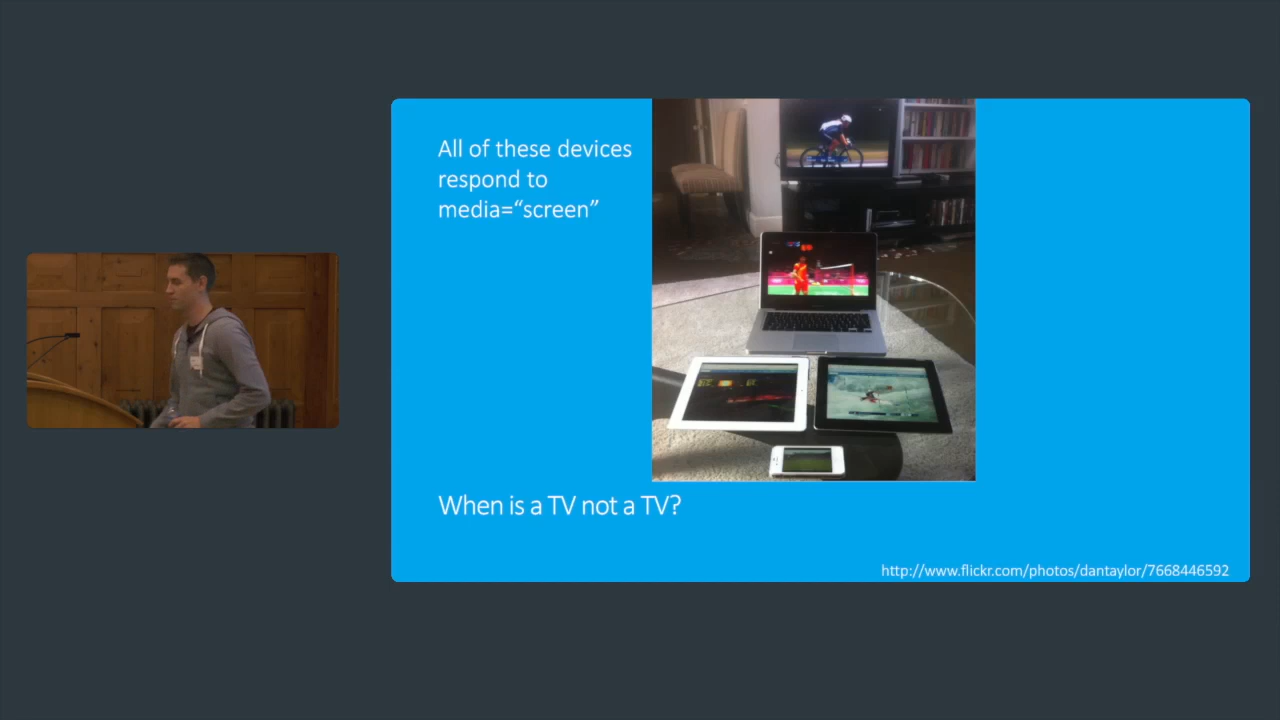 All of these devices
respond to
media=“screen”
When is a TV not a TV?
http://www.flickr.com/photos/dantaylor/7668446592